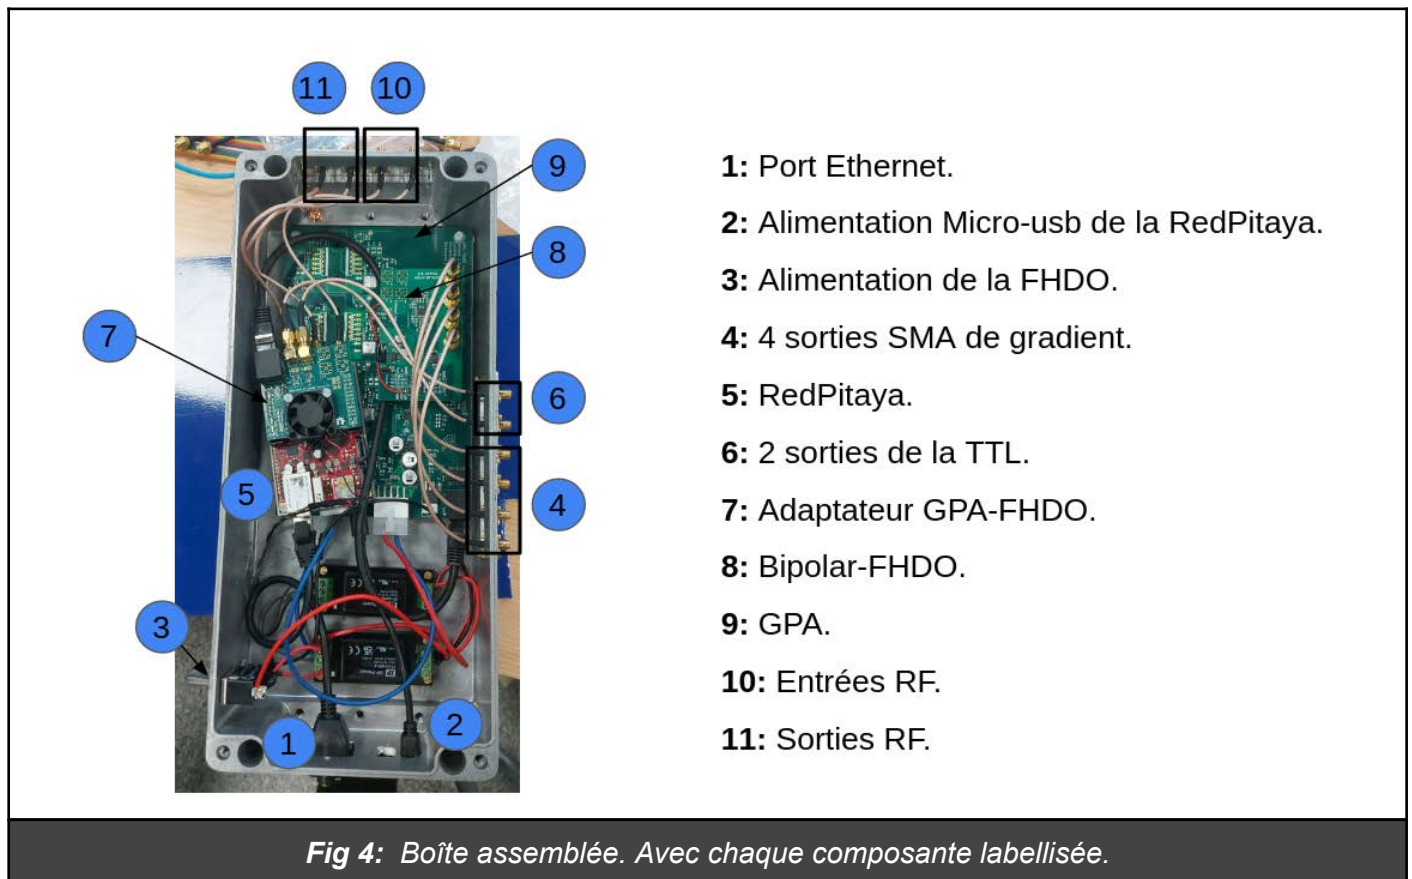 11
10
9
8
7
6
5
4
3
2
1
1: Port Ethernet.
2: Alimentation Micro-usb de la RedPitaya.
3: Alimentation de la FHDO.
4: 4 sorties SMA de gradient.
5: RedPitaya.
6: 2 sorties de la TTL.
7: Adaptateur GPA-FHDO.
8: Bipolar-FHDO.
9: GPA.
10: Entrées RF.
11: Sorties RF.
Fig 4: Boîte assemblée. Avec chaque composante labellisée.